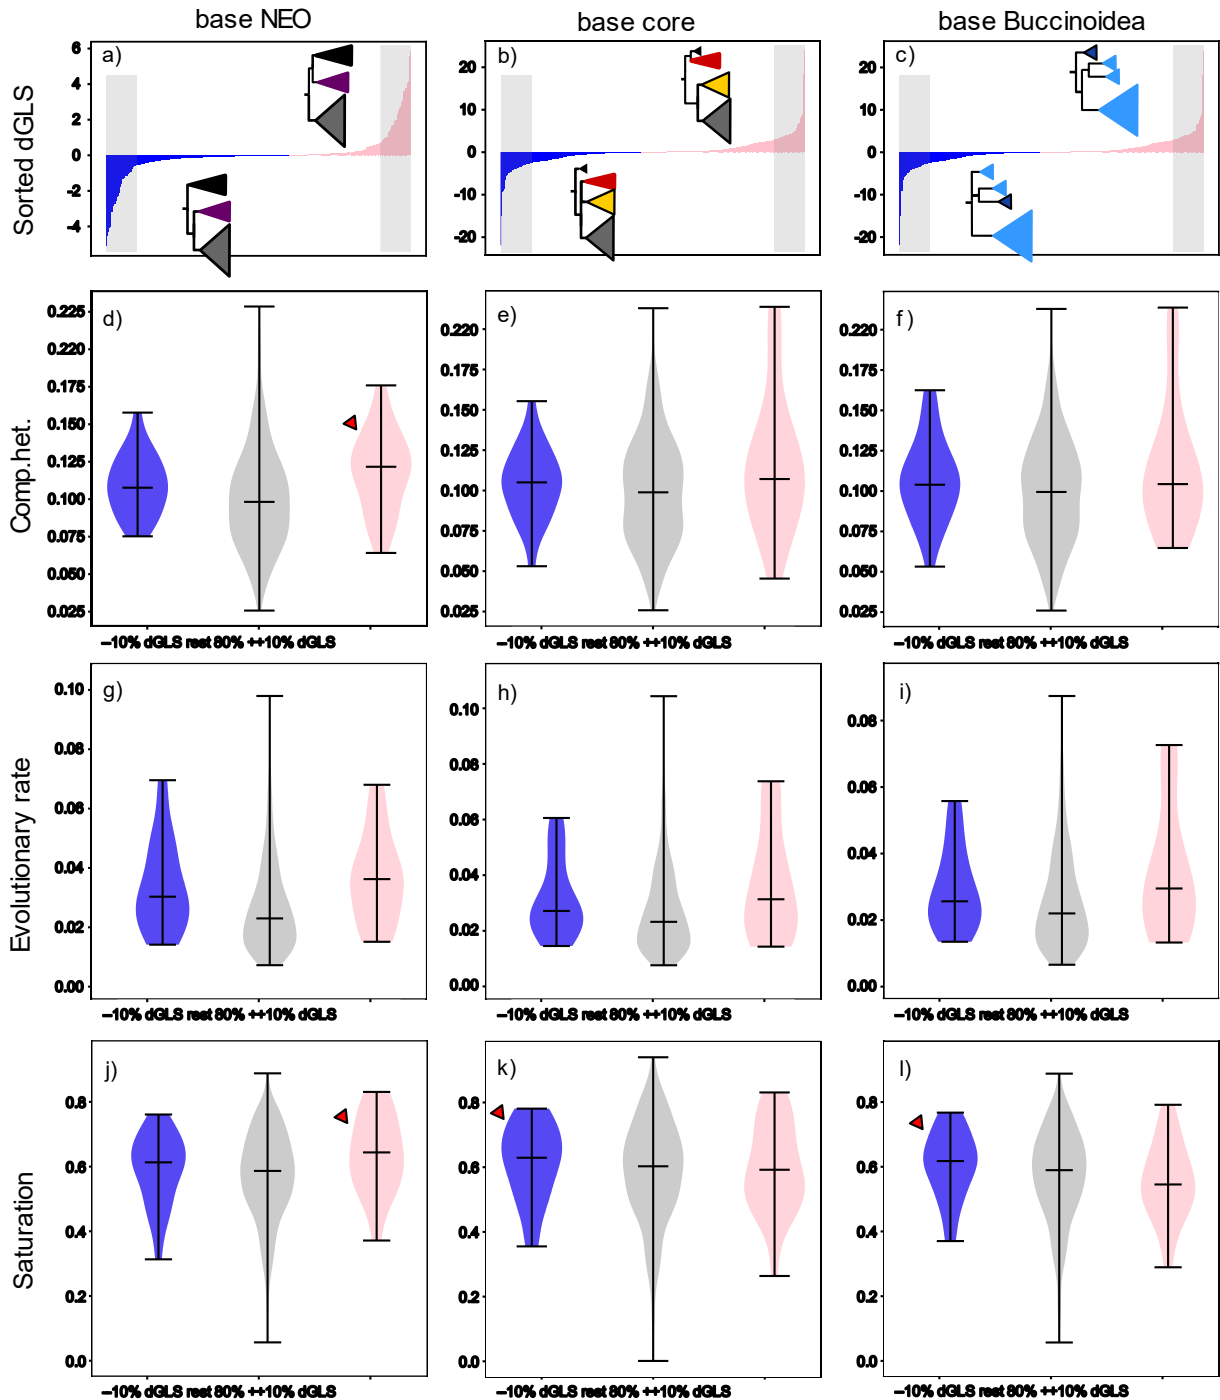 base NEO
base core
base Buccinoidea
Sorted dGLS
a)
6
4
2
0
-2
-4
b)
20
10
0
-10
-20
c)
20
10
0
-10
-20
Comp.het.
d)
0.225
0.220
0.175
0.150
0.125
0.100
0.075
0.050
0.025
–10% dGLS rest 80% ++10% dGLS
e)
0.220
0.175
0.150
0.125
0.100
0.075
0.050
0.025
–10% dGLS rest 80% ++10% dGLS
f)
0.220
0.175
0.150
0.125
0.100
0.075
0.050
0.025
–10% dGLS rest 80% ++10% dGLS
Evolutionary rate
g)
0.10
0.08
0.06
0.04
0.02
0.00
–10% dGLS rest 80% ++10% dGLS
h)
0.10
0.08
0.06
0.04
0.02
0.00
–10% dGLS rest 80% ++10% dGLS
i)
0.08
0.06
0.04
0.02
0.00
–10% dGLS rest 80% ++10% dGLS
Saturation
j)
0.8
0.6
0.4
0.2
0.0
–10% dGLS rest 80% ++10% dGLS
k)
0.8
0.6
0.4
0.2
0.0
–10% dGLS rest 80% ++10% dGLS
l)
0.8
0.6
0.4
0.2
0.0
–10% dGLS rest 80% ++10% dGLS